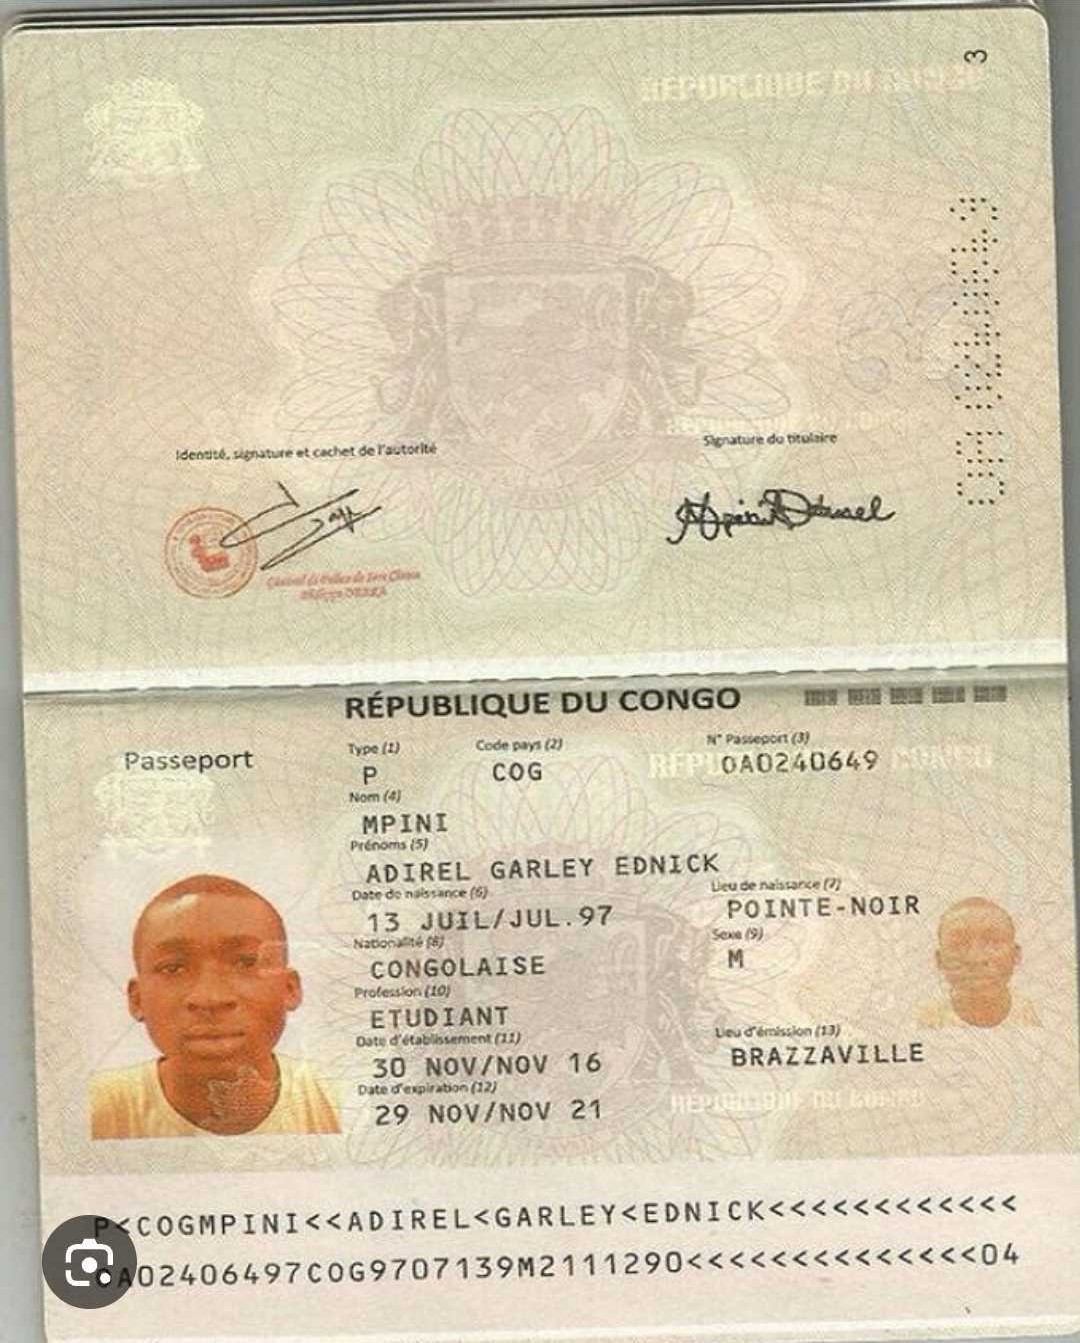 3
RÉPUBLIQUE DU CONGO
Identité, signature et cachet de l'autorité
Signature du titulaire
RÉPUBLIQUE DU CONGO
Passeport
Type (1)
Code pays (2)
N° Passeport (3)
P
COG
OA0240649
Nom (4)
MPINI
Prénoms (5)
ADIREL GARLEY EDNICK
Date de naissance (6)
Lieu de naissance (7)
13 JUIL/JUL.97
POINTE-NOIR
Nationalité (8)
Sexe (9)
CONGOLAISE
M
Profession (10)
ETUDIANT
Date d'établissement (11)
Lieu d'émission (13)
30 NOV/NOV 16
BRAZZAVILLE
Date d'expiration (12)
29 NOV/NOV 21
RÉPUBLIQUE DU CONGO
P<COGMPINI<<ADIREL<GARLEY<EDNICK<<<<<<<<<<<<
OA02406497COG9707139M2111290<<<<<<<<<<<<<<04